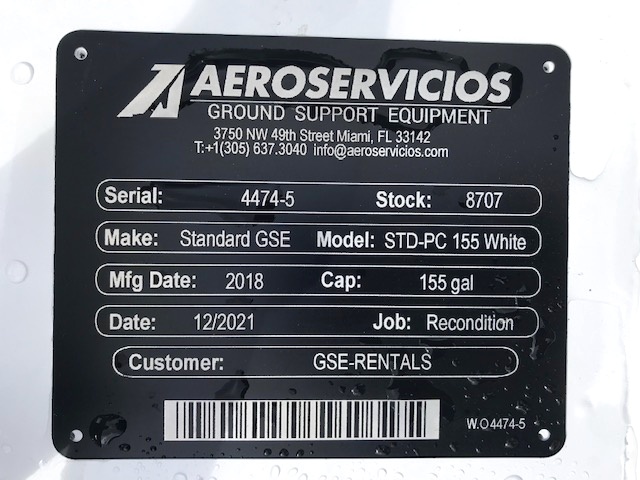 AEROSERVICIOS
GROUND SUPPORT EQUIPMENT
3750 NW 49th Street Miami, FL 33142
T:+1(305) 637.3040 info@aeroservicios.com
Serial: 4474-5 Stock: 8707
Make: Standard GSE Model: STD-PC 155 White
Mfg Date: 2018 Cap: 155 gal
Date: 12/2021 Job: Recondition
Customer: GSE-RENTALS
W.O4474-5